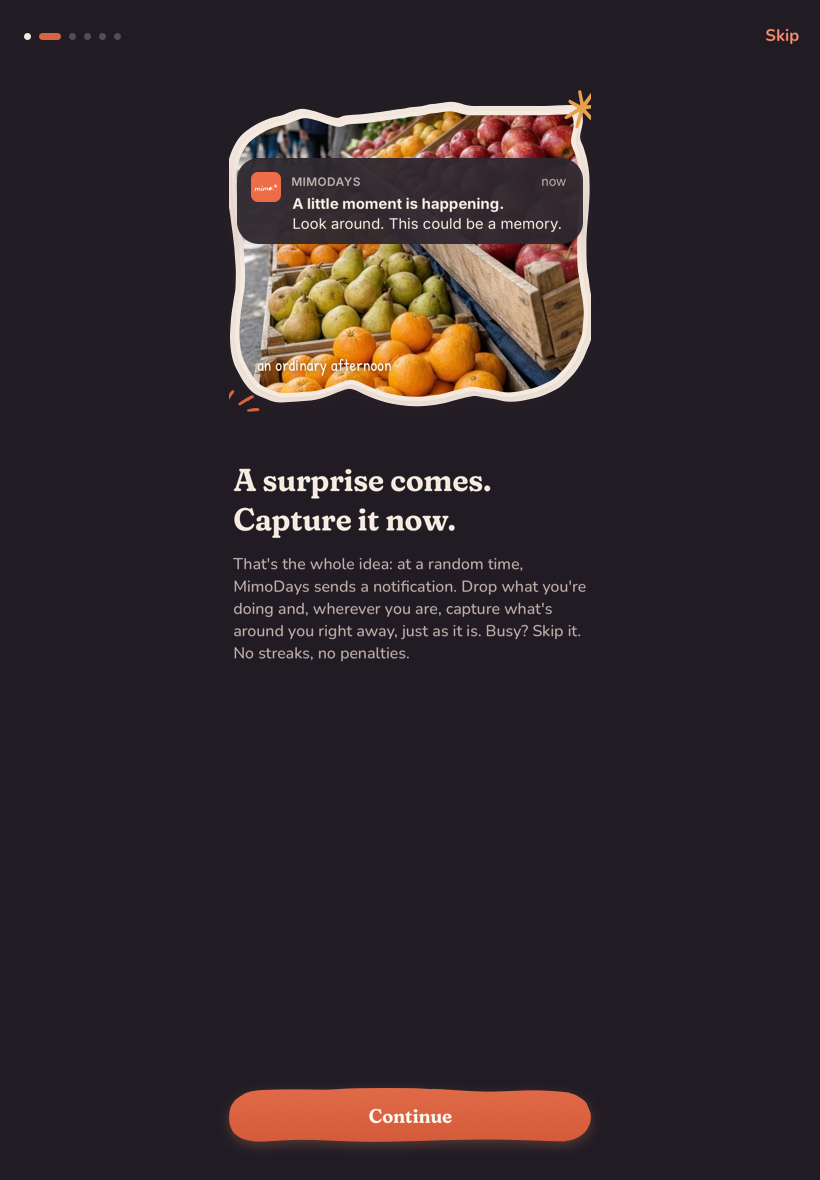 Skip
mimo
MIMODAYS
now
A little moment is happening.
Look around. This could be a memory.
an ordinary afternoon
A surprise comes.
Capture it now.
That's the whole idea: at a random time,
MimoDays sends a notification. Drop what you're
doing and, wherever you are, capture what's
around you right away, just as it is. Busy? Skip it.
No streaks, no penalties.
Continue